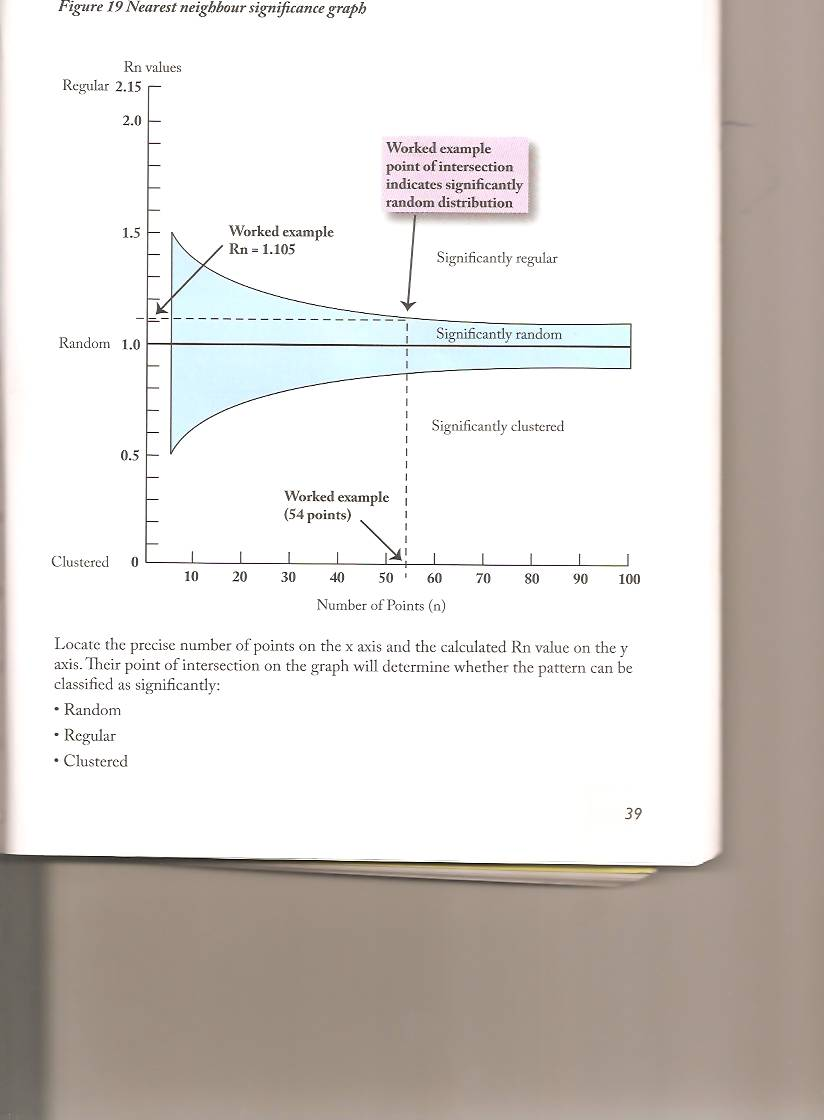 Figure 19 Nearest neighbour significance graph
Rn values
Regular 2.15
2.0
Worked example
point of intersection
indicates significantly
random distribution
1.5
Worked example
Rn = 1.105
Significantly regular
Significantly random
Random 1.0
Significantly clustered
0.5
Worked example
(54 points)
Clustered 0
10 20 30 40 50 60 70 80 90 100
Number of Points (n)
Locate the precise number of points on the x axis and the calculated Rn value on the y
axis. Their point of intersection on the graph will determine whether the pattern can be
classified as significantly:
• Random
• Regular
• Clustered
39